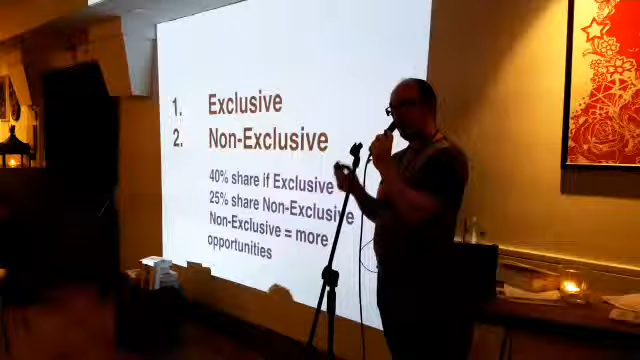 1. Exclusive
2. Non-Exclusive
40% share if Exclusive
25% share Non-Exclusive
Non-Exclusive = more
opportunities